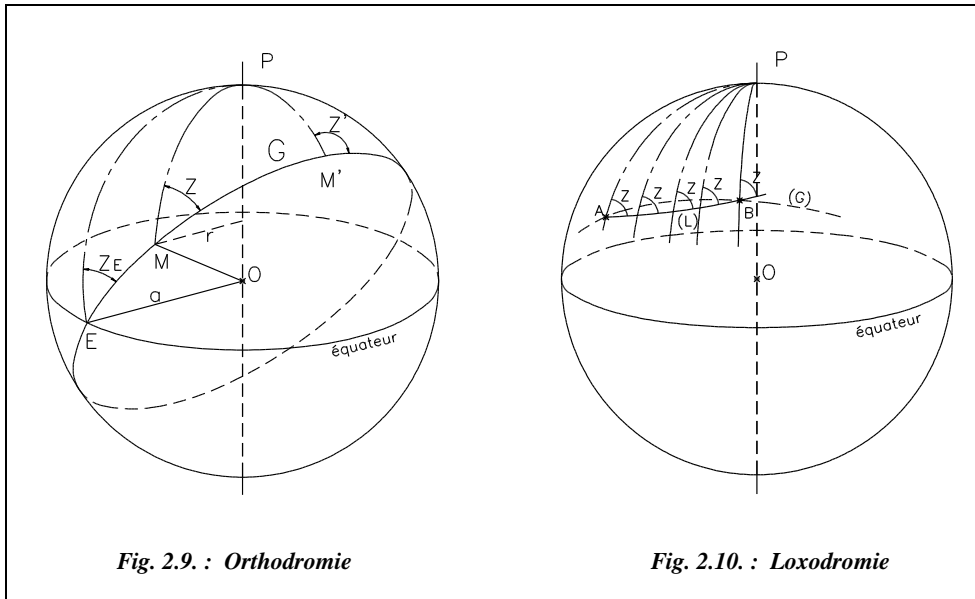 P
G
Z'
M'
Z
r
M
ZE
O
a
E
équateur
Fig. 2.9. : Orthodromie
P
Z
Z
Z
Z
Z
A
B
(G)
(L)
O
équateur
Fig. 2.10. : Loxodromie